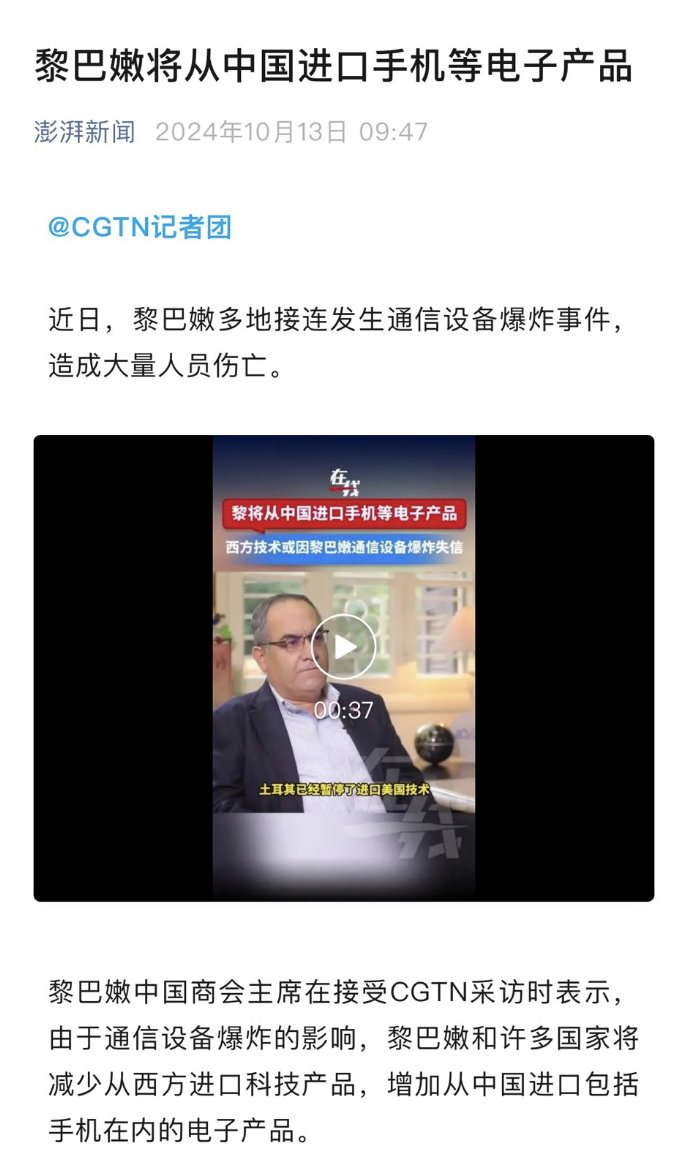 黎巴嫩将从中国进口手机等电子产品
澎湃新闻 2024年10月13日 09:47
@CGTN记者团
近日，黎巴嫩多地接连发生通信设备爆炸事件，
造成大量人员伤亡。
在线
黎将从中国进口手机等电子产品
西方技术或因黎巴嫩通信设备爆炸失信
00:37
土耳其已经暂停了进口美国技术
在线
黎巴嫩中国商会主席在接受CGTN采访时表示，
由于通信设备爆炸的影响，黎巴嫩和许多国家将
减少从西方进口科技产品，增加从中国进口包括
手机在内的电子产品。